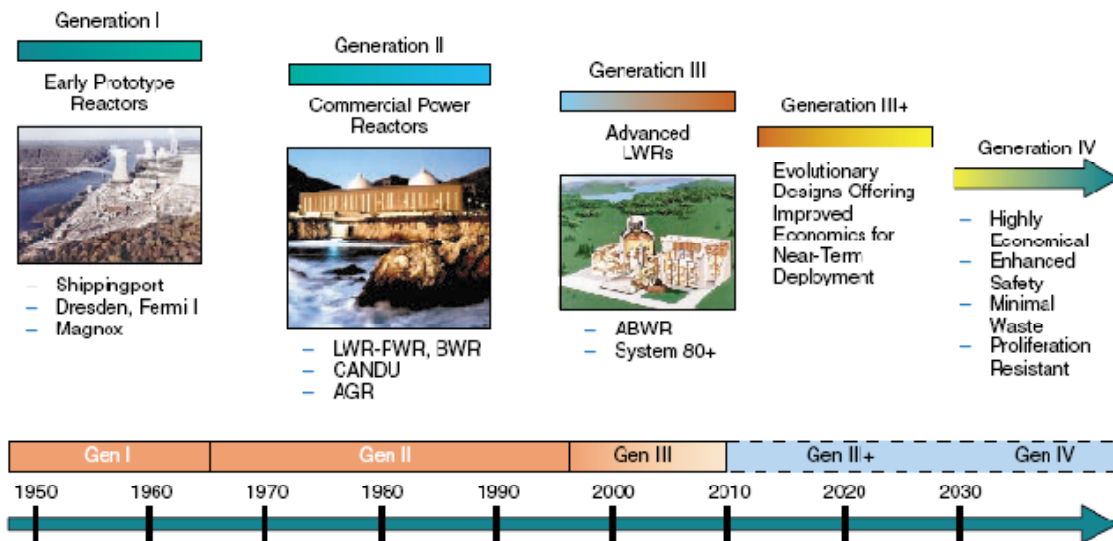 Generation I
Early Prototype
Reactors
– Shippingport
– Dresden, Fermi I
– Magnox
Generation II
Commercial Power
Reactors
– LWR-PWR, BWR
– CANDU
– AGR
Generation III
Advanced
LWRs
– ABWR
– System 80+
Generation III+
Evolutionary
Designs Offering
Improved
Economics for
Near-Term
Deployment
Generation IV
– Highly
Economical
– Enhanced
Safety
– Minimal
Waste
– Proliferation
Resistant
Gen I Gen II Gen III Gen III+ Gen IV
1950 1960 1970 1980 1990 2000 2010 2020 2030